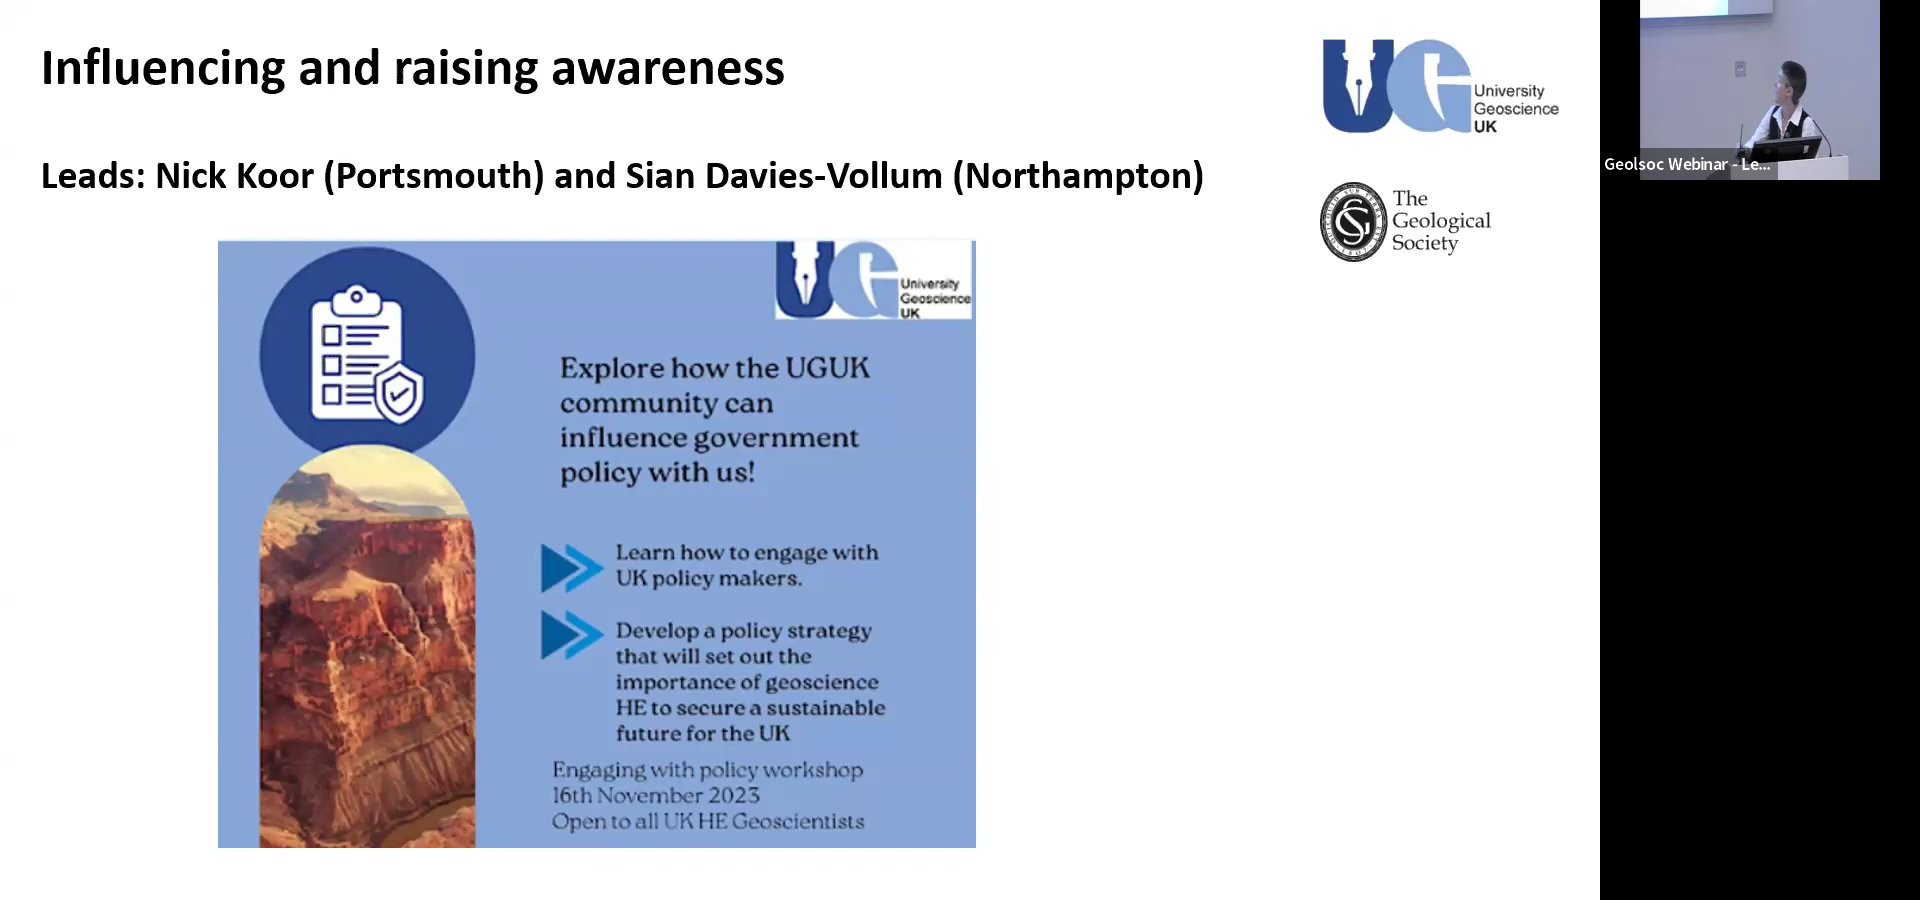 Influencing and raising awareness
Leads: Nick Koor (Portsmouth) and Sian Davies-Vollum (Northampton)
University
Geoscience
UK
The
Geological
Society
Geolsoc Webinar - Le...
University
Geoscience
UK
Explore how the UGUK
community can
influence government
policy with us!
Learn how to engage with
UK policy makers.
Develop a policy strategy
that will set out the
importance of geoscience
HE to secure a sustainable
future for the UK
Engaging with policy workshop
16th November 2023
Open to all UK HE Geoscientists